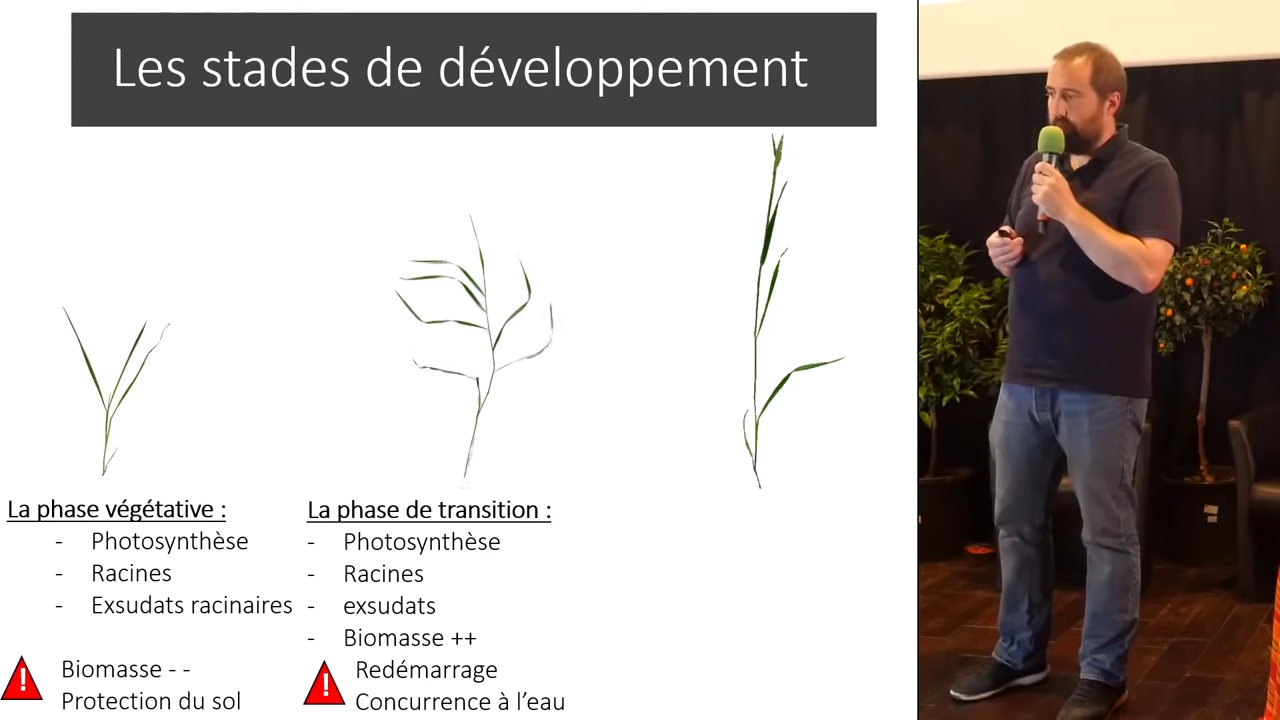 Les stades de développement
La phase végétative :
- Photosynthèse
- Racines
- Exsudats racinaires
! Biomasse - -
Protection du sol
La phase de transition :
- Photosynthèse
- Racines
- exsudats
- Biomasse ++
! Redémarrage
Concurrence à l’eau